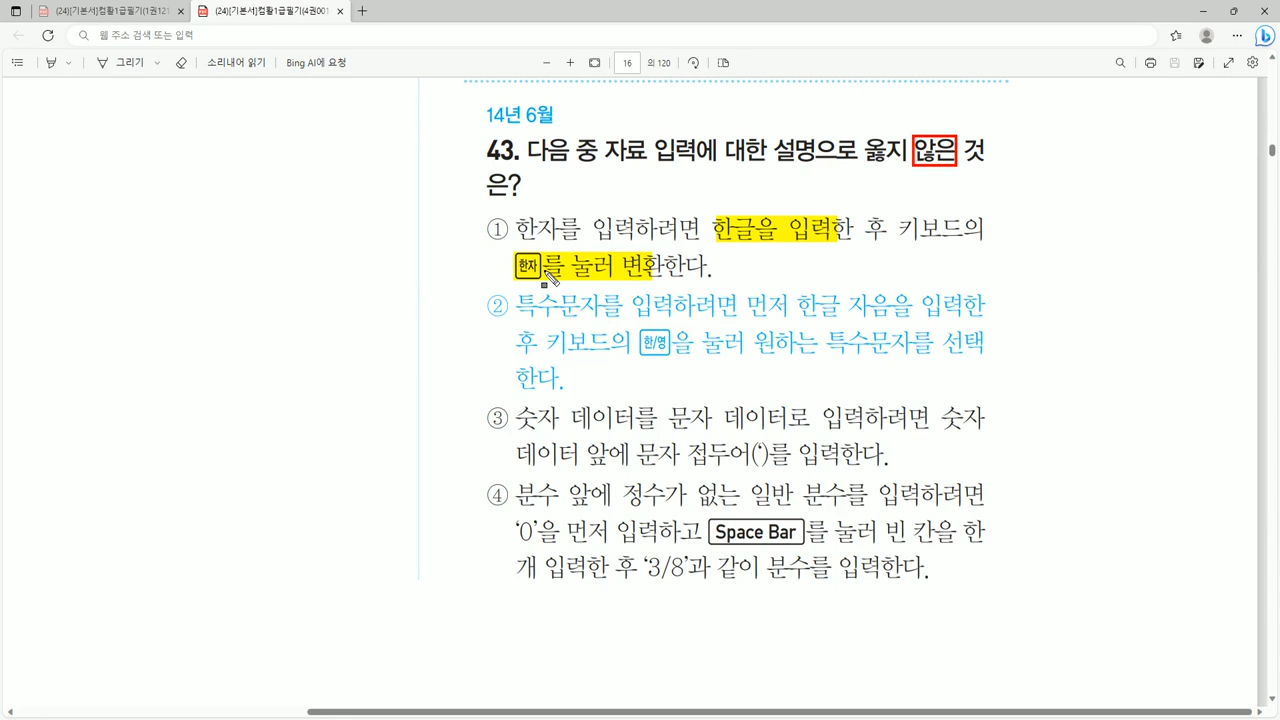 (24)[기본서]컴활1급필기(1권121
(24)[기본서]컴활1급필기(4권001
웹 주소 검색 또는 입력
그리기
소리내어 읽기
Bing AI에 요청
16
외 120
14년 6월
43. 다음 중 자료 입력에 대한 설명으로 옳지 않은 것
은?
① 한자를 입력하려면 한글을 입력한 후 키보드의
한자를 눌러 변환한다.
② 특수문자를 입력하려면 먼저 한글 자음을 입력한
후 키보드의 한/영을 눌러 원하는 특수문자를 선택
한다.
③ 숫자 데이터를 문자 데이터로 입력하려면 숫자
데이터 앞에 문자 접두어(‘)를 입력한다.
④ 분수 앞에 정수가 없는 일반 분수를 입력하려면
‘0’을 먼저 입력하고 Space Bar를 눌러 빈 칸을 한
개 입력한 후 ‘3/8’과 같이 분수를 입력한다.